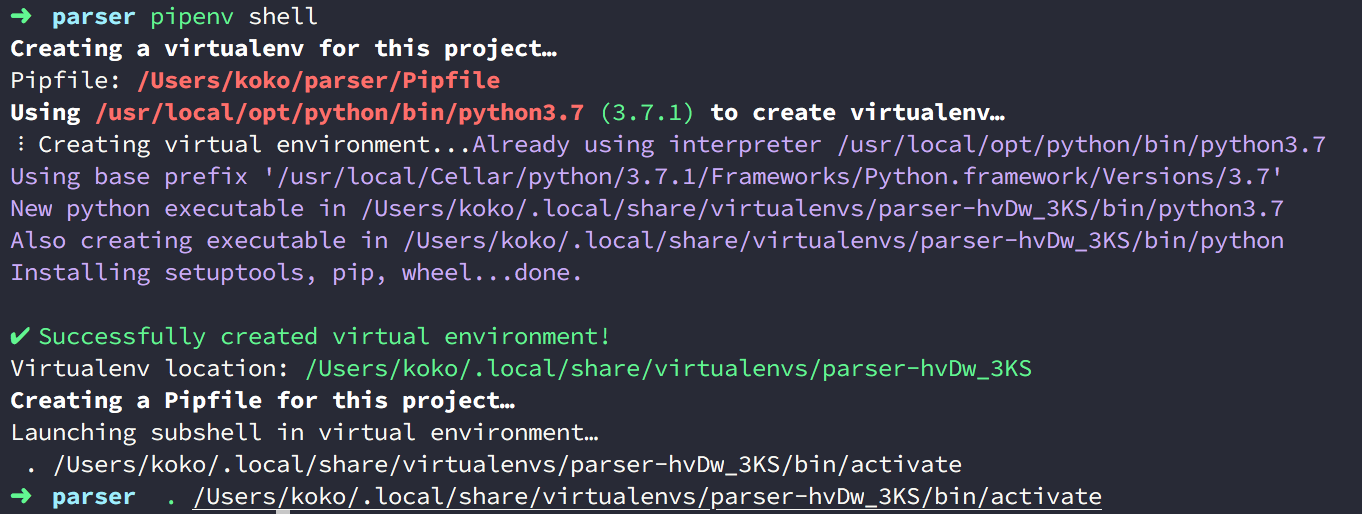 ➜ parser pipenv shell
Creating a virtualenv for this project…
Pipfile: /Users/koko/parser/Pipfile
Using /usr/local/opt/python/bin/python3.7 (3.7.1) to create virtualenv…
⠇Creating virtual environment...Already using interpreter /usr/local/opt/python/bin/python3.7
Using base prefix '/usr/local/Cellar/python/3.7.1/Frameworks/Python.framework/Versions/3.7'
New python executable in /Users/koko/.local/share/virtualenvs/parser-hvDw_3KS/bin/python3.7
Also creating executable in /Users/koko/.local/share/virtualenvs/parser-hvDw_3KS/bin/python
Installing setuptools, pip, wheel...done.
✔ Successfully created virtual environment!
Virtualenv location: /Users/koko/.local/share/virtualenvs/parser-hvDw_3KS
Creating a Pipfile for this project…
Launching subshell in virtual environment…
. /Users/koko/.local/share/virtualenvs/parser-hvDw_3KS/bin/activate
➜ parser . /Users/koko/.local/share/virtualenvs/parser-hvDw_3KS/bin/activate